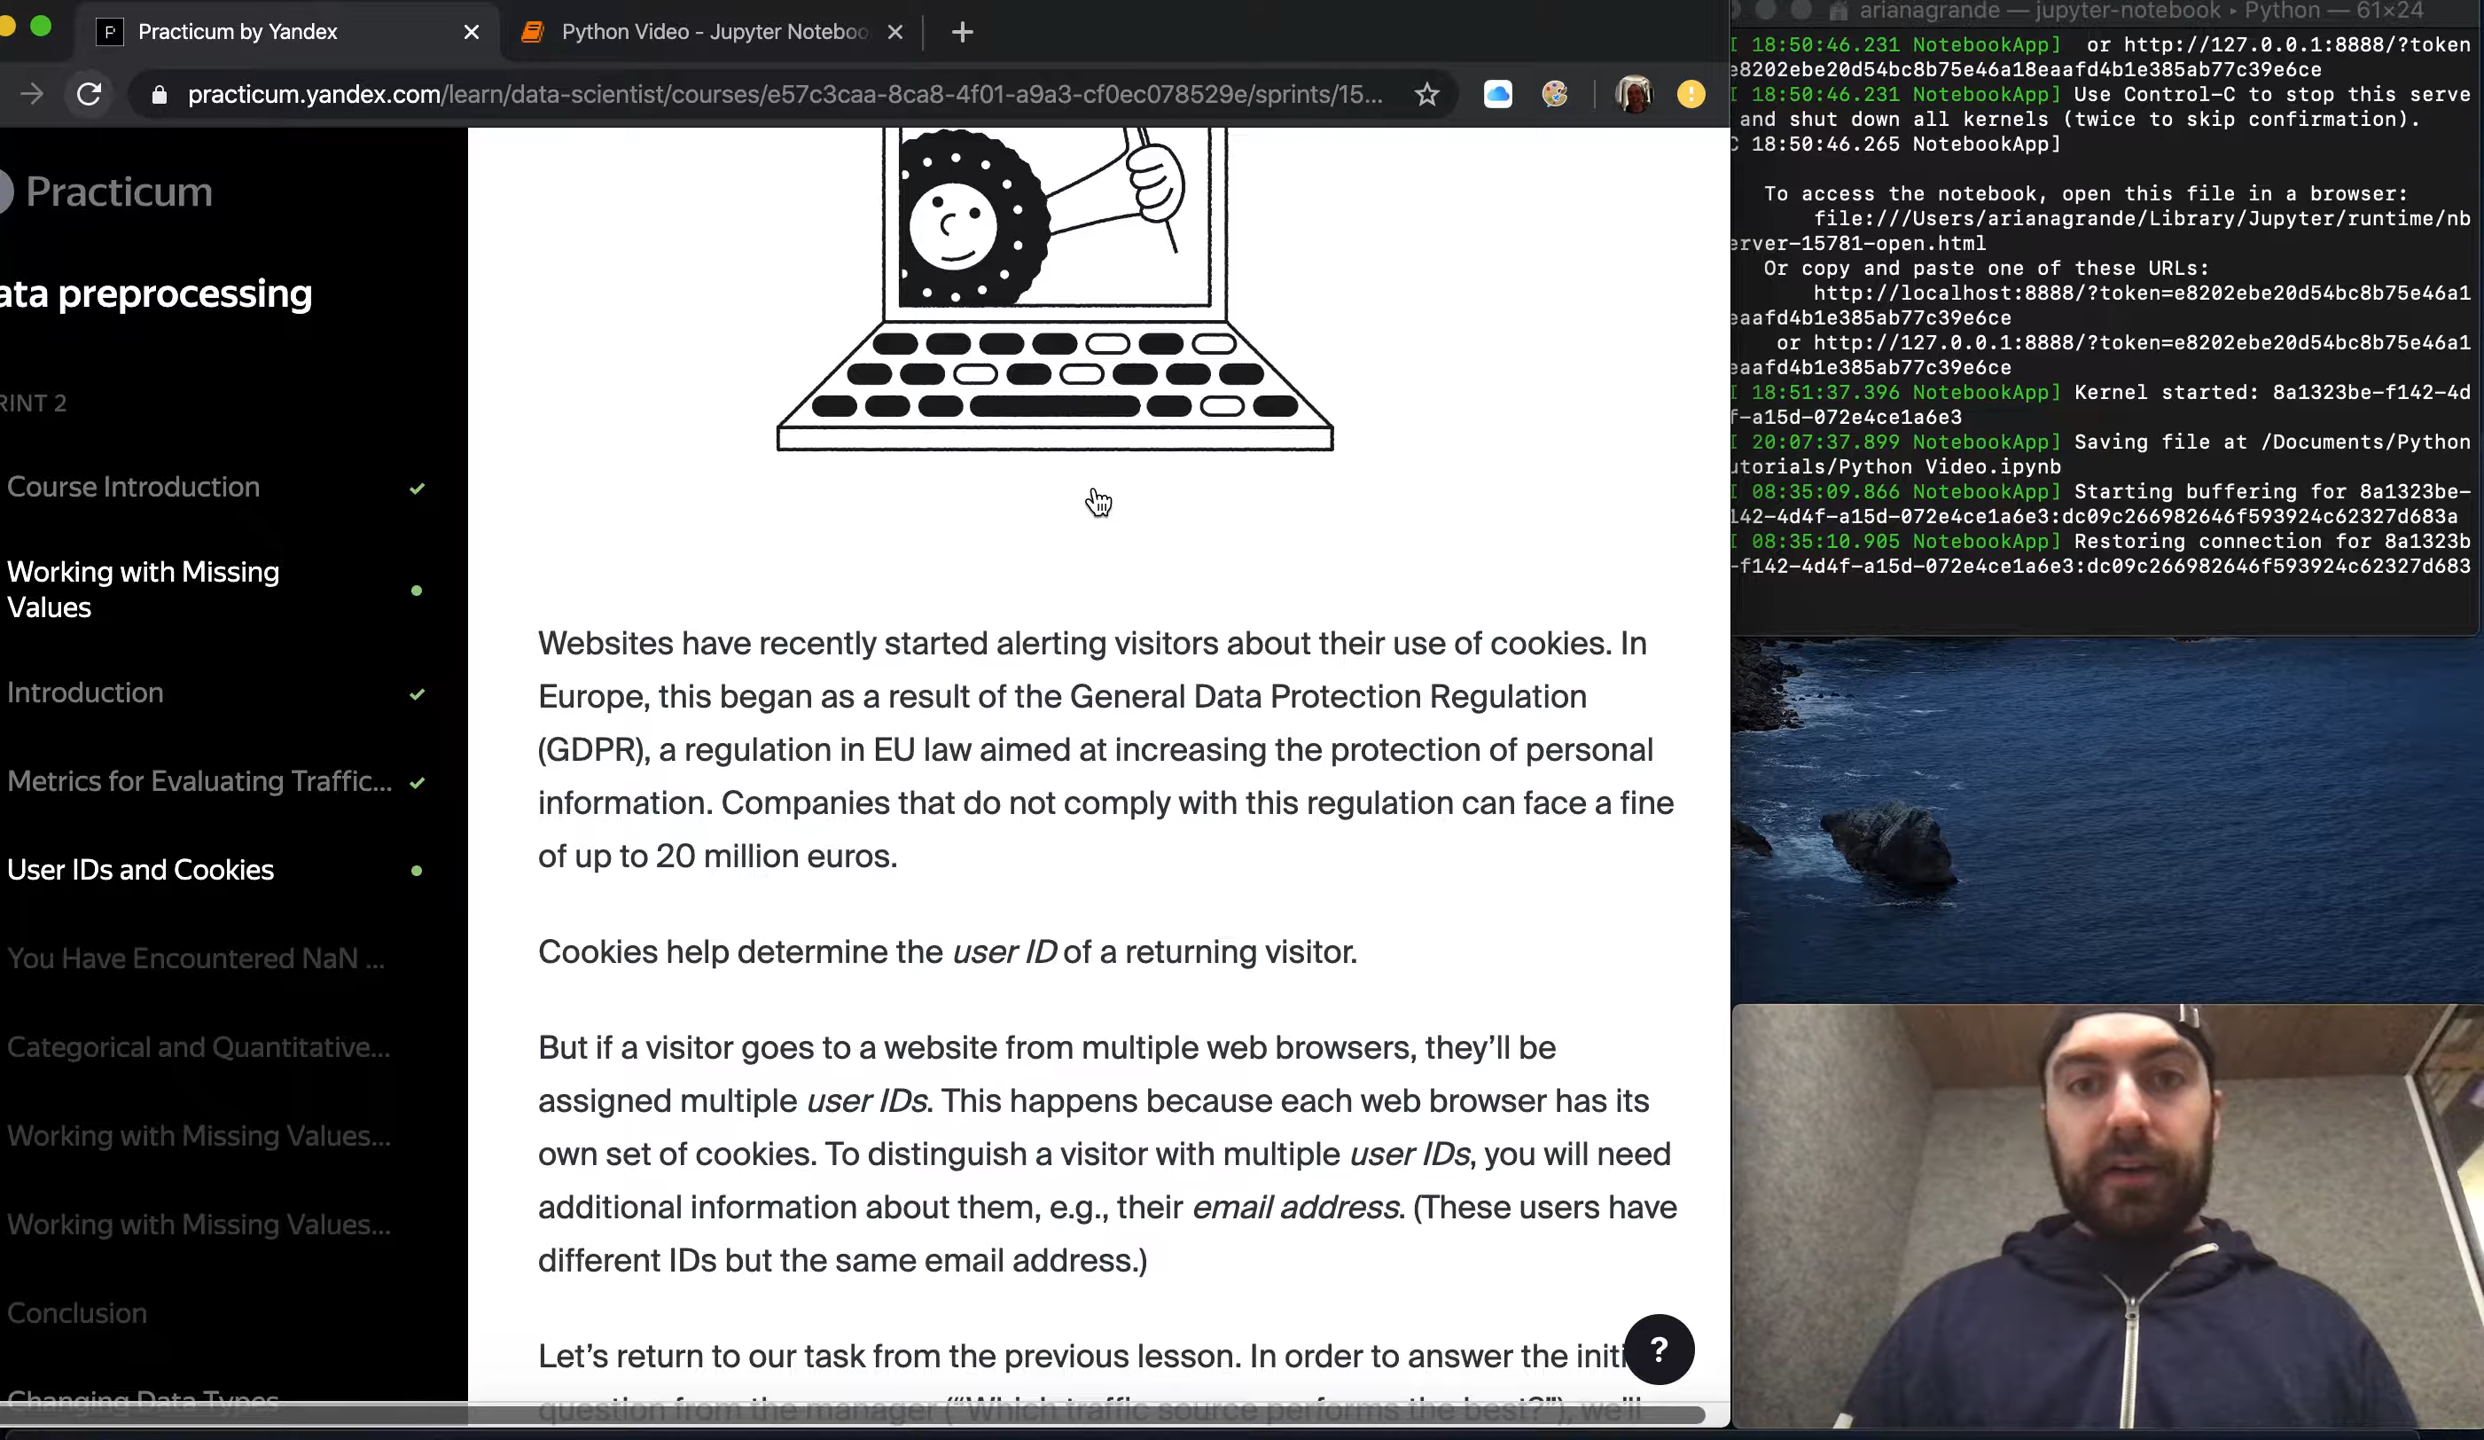 Practicum by Yandex
Python Video - Jupyter Noteboo
practicum.yandex.com/learn/data-scientist/courses/e57c3caa-8ca8-4f01-a9a3-cf0ec078529e/sprints/15...
Practicum
ata preprocessing
RINT 2
Course Introduction
Working with Missing
Values
Introduction
Metrics for Evaluating Traffic...
User IDs and Cookies
You Have Encountered NaN ...
Categorical and Quantitative...
Working with Missing Values...
Working with Missing Values...
Conclusion
Changing Data Types
Websites have recently started alerting visitors about their use of cookies. In
Europe, this began as a result of the General Data Protection Regulation
(GDPR), a regulation in EU law aimed at increasing the protection of personal
information. Companies that do not comply with this regulation can face a fine
of up to 20 million euros.
Cookies help determine the user ID of a returning visitor.
But if a visitor goes to a website from multiple web browsers, they'll be
assigned multiple user IDs. This happens because each web browser has its
own set of cookies. To distinguish a visitor with multiple user IDs, you will need
additional information about them, e.g., their email address. (These users have
different IDs but the same email address.)
Let's return to our task from the previous lesson. In order to answer the initi
question from the manager ("Which traffic source performs the best?"), we'll
?
arianagrande — jupyter-notebook ▸ Python — 61×24
I 18:50:46.231 NotebookApp]  or http://127.0.0.1:8888/?token
e8202ebe20d54bc8b75e46a18eaafd4b1e385ab77c39e6ce
I 18:50:46.231 NotebookApp] Use Control-C to stop this serve
and shut down all kernels (twice to skip confirmation).
C 18:50:46.265 NotebookApp]
To access the notebook, open this file in a browser:
file:///Users/arianagrande/Library/Jupyter/runtime/nb
erver-15781-open.html
Or copy and paste one of these URLs:
http://localhost:8888/?token=e8202ebe20d54bc8b75e46a1
eaafd4b1e385ab77c39e6ce
or http://127.0.0.1:8888/?token=e8202ebe20d54bc8b75e46a1
eaafd4b1e385ab77c39e6ce
I 18:51:37.396 NotebookApp] Kernel started: 8a1323be-f142-4d
f-a15d-072e4ce1a6e3
I 20:07:37.899 NotebookApp] Saving file at /Documents/Python
utorials/Python Video.ipynb
I 08:35:09.866 NotebookApp] Starting buffering for 8a1323be-
142-4d4f-a15d-072e4ce1a6e3:dc09c266982646f593924c62327d683a
I 08:35:10.905 NotebookApp] Restoring connection for 8a1323b
-f142-4d4f-a15d-072e4ce1a6e3:dc09c266982646f593924c62327d683